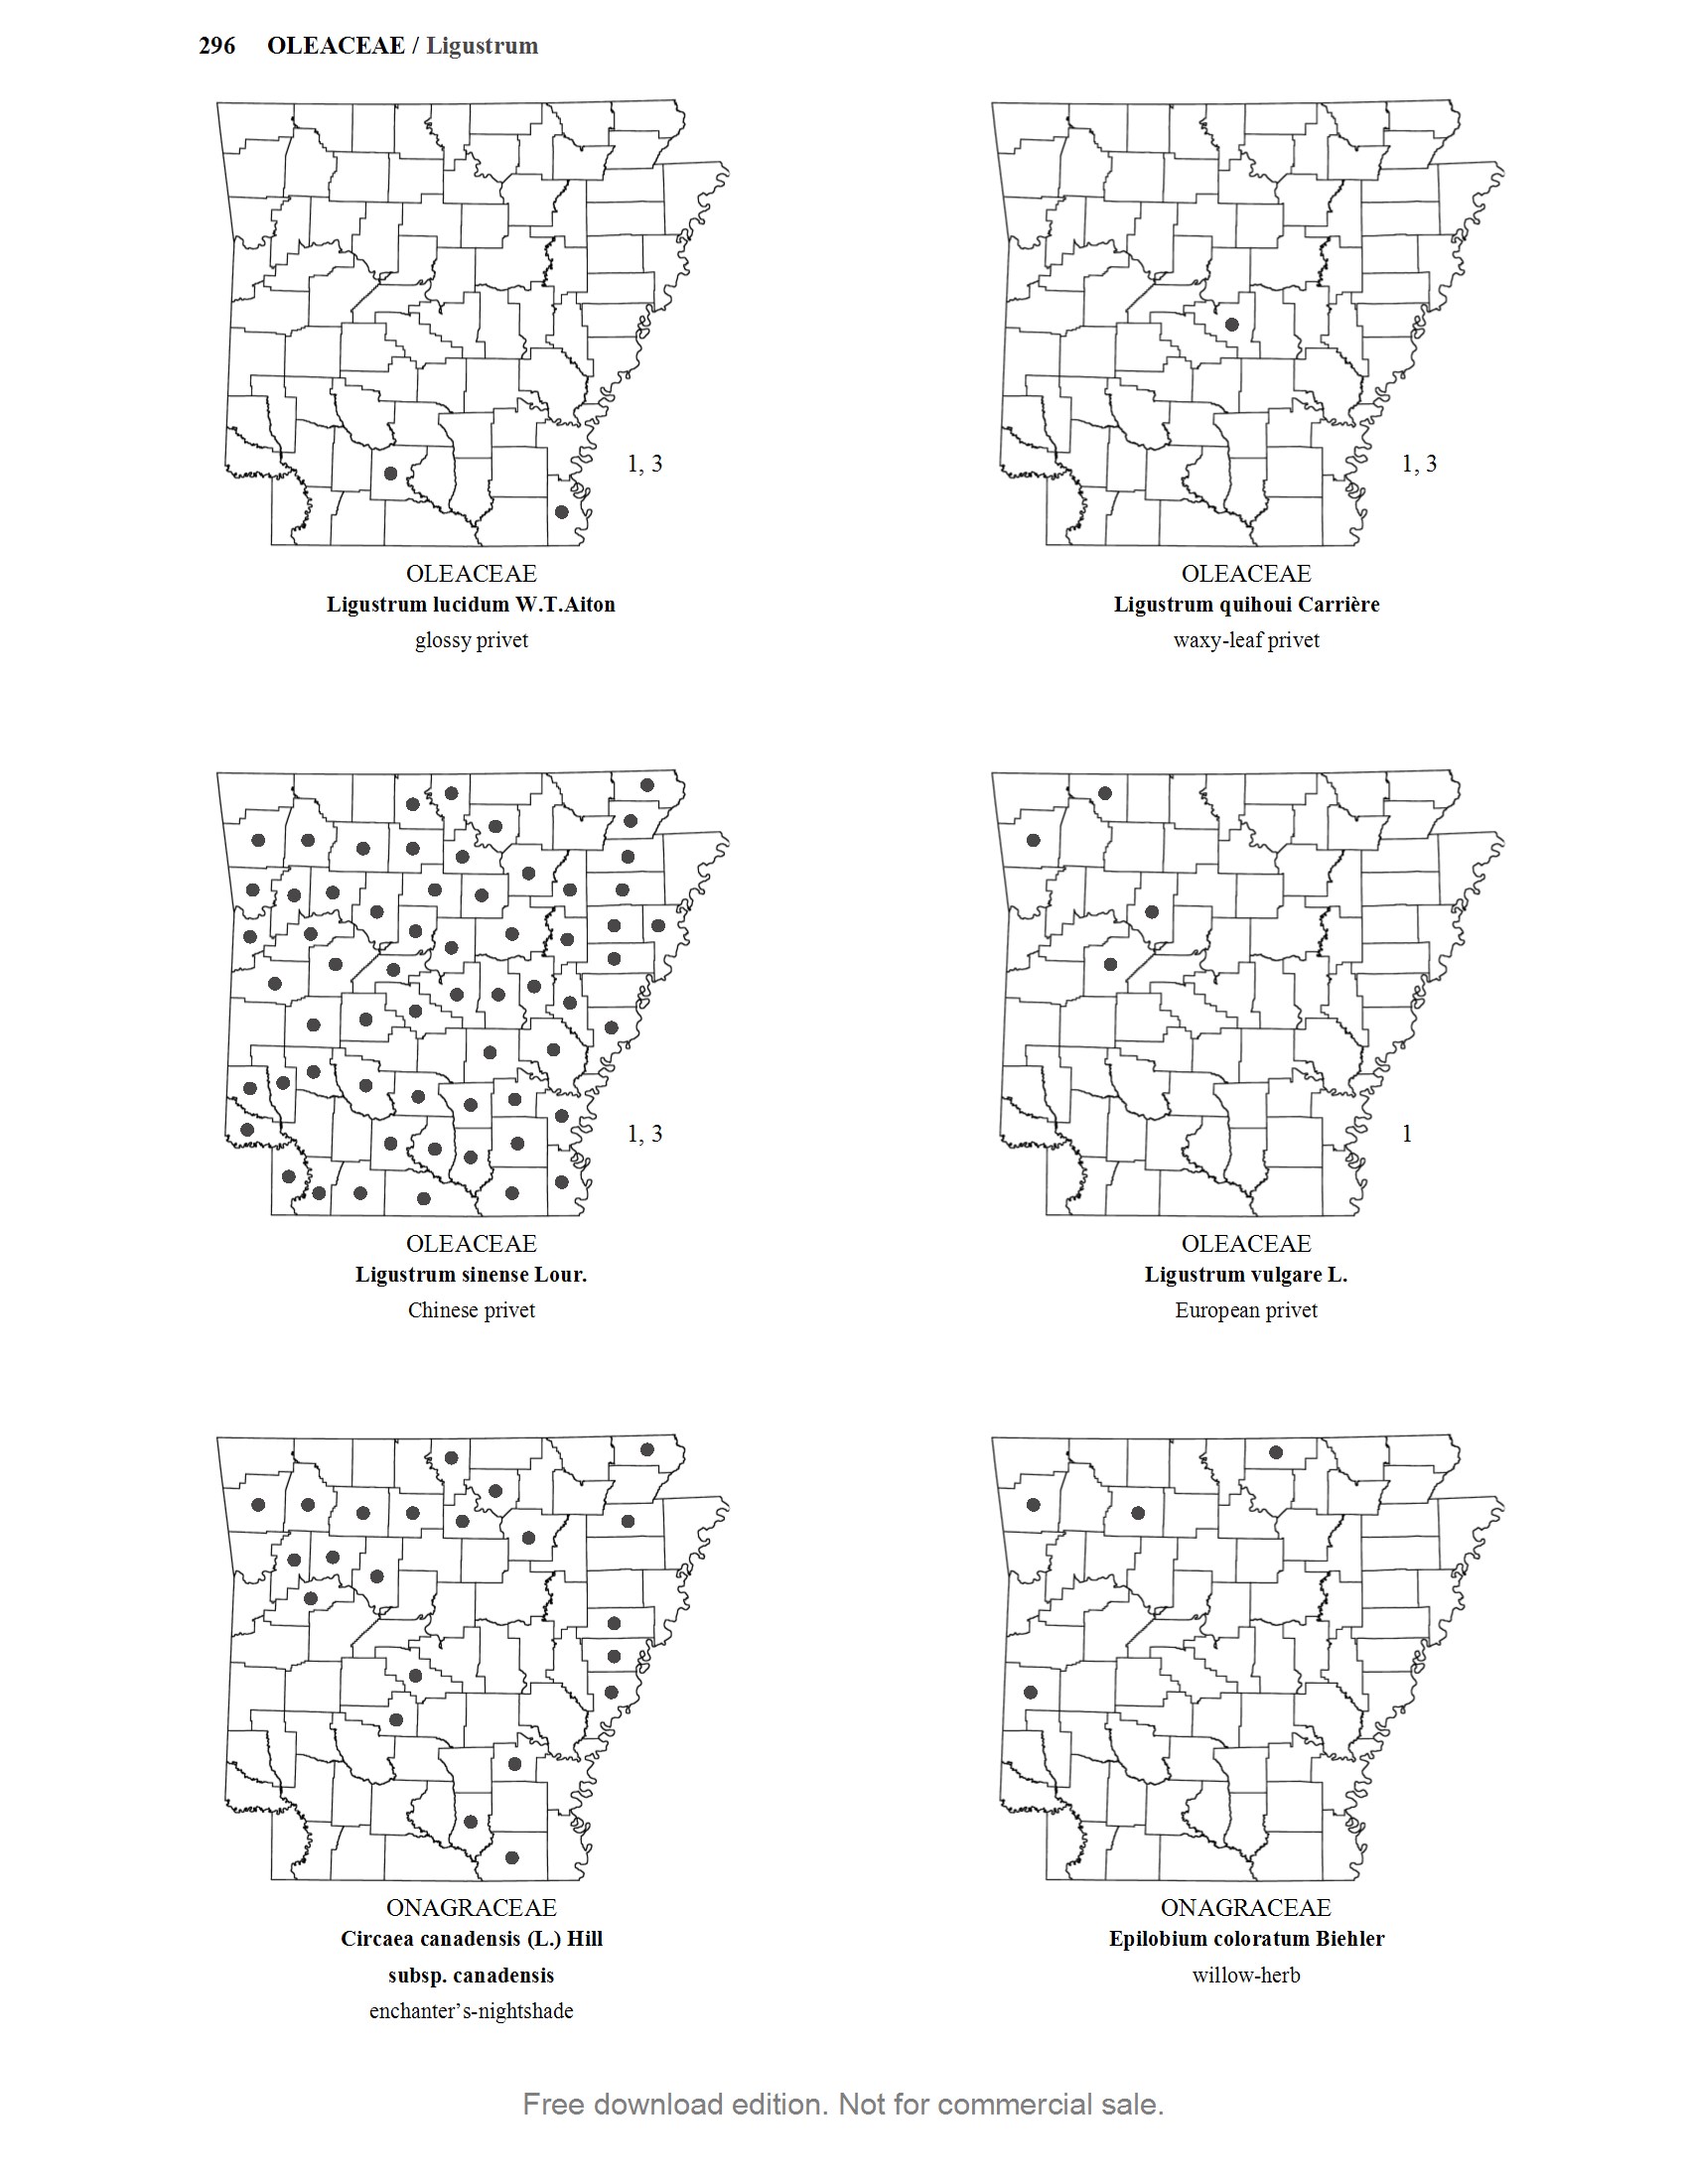 296 OLEACEAE / Ligustrum
1, 3
1, 3
OLEACEAE
Ligustrum lucidum W.T.Aiton
glossy privet
OLEACEAE
Ligustrum quihoui Carrière
waxy-leaf privet
1, 3
1
OLEACEAE
Ligustrum sinense Lour.
Chinese privet
OLEACEAE
Ligustrum vulgare L.
European privet
ONAGRACEAE
Circaea canadensis (L.) Hill
subsp. canadensis
enchanter’s-nightshade
ONAGRACEAE
Epilobium coloratum Biehler
willow-herb
Free download edition. Not for commercial sale.